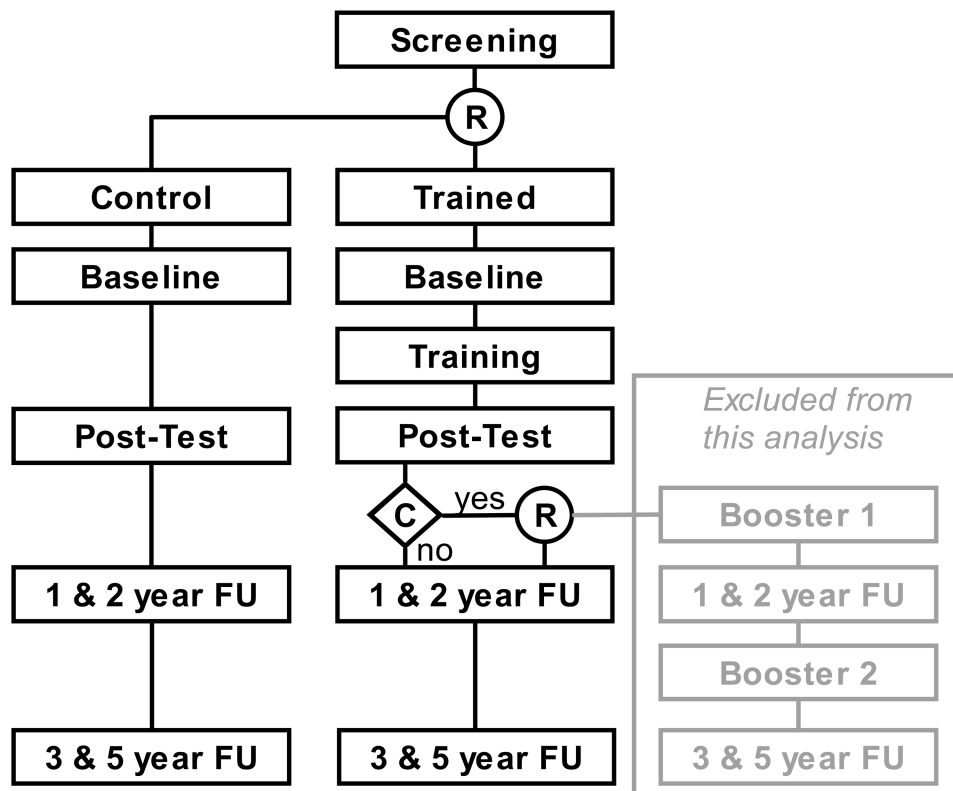 Screening
R
Control
Trained
Baseline
Baseline
Training
Excluded from
this analysis
Post-Test
Post-Test
C
yes
R
no
Booster 1
1 & 2 year FU
1 & 2 year FU
1 & 2 year FU
Booster 2
3 & 5 year FU
3 & 5 year FU
3 & 5 year FU